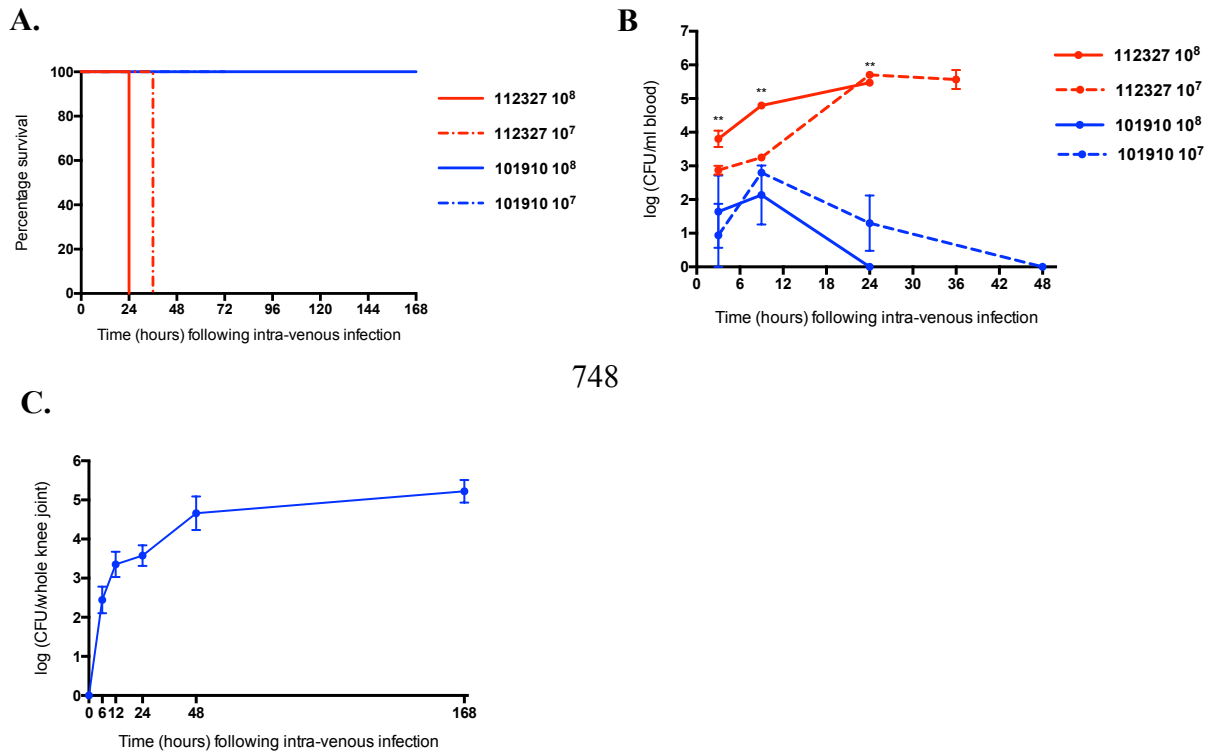 A.
Percentage survival
100
80
60
40
20
0
0 24 48 72 96 120 144 168
Time (hours) following intra-venous infection
112327 10⁸
112327 10⁷
101910 10⁸
101910 10⁷
B
log (CFU/ml blood)
7
6
5
4
3
2
1
0
** ** **
0 6 12 18 24 30 36 42 48
Time (hours) following intra-venous infection
112327 10⁸
112327 10⁷
101910 10⁸
101910 10⁷
748
C.
log (CFU/whole knee joint)
6
5
4
3
2
1
0
0 6 12 24 48 168
Time (hours) following intra-venous infection